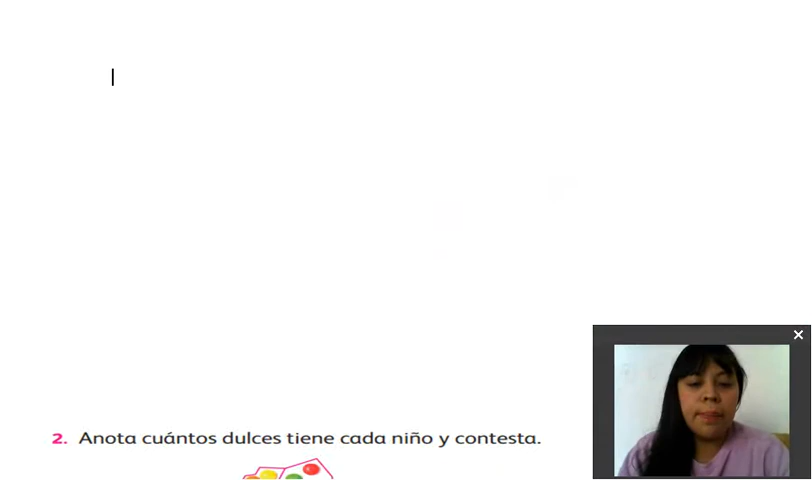 2. Anota cuántos dulces tiene cada niño y contesta.